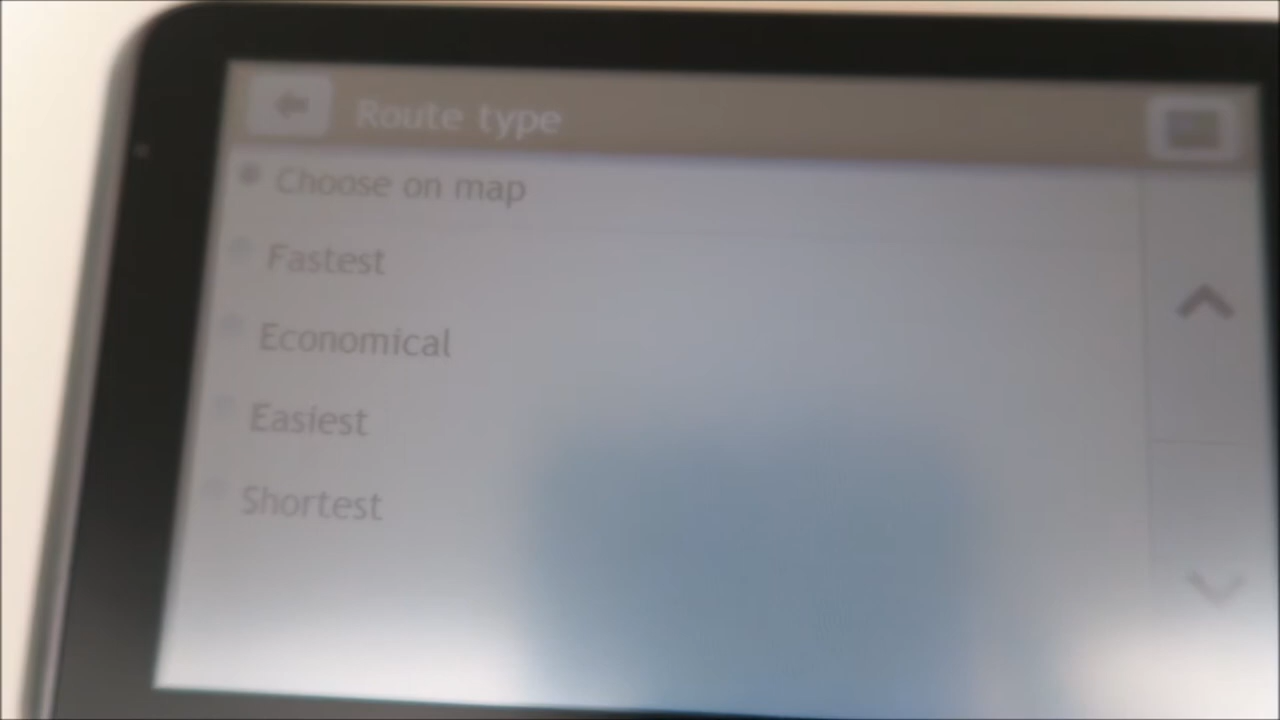 Route type
Choose on map
Fastest
Economical
Easiest
Shortest